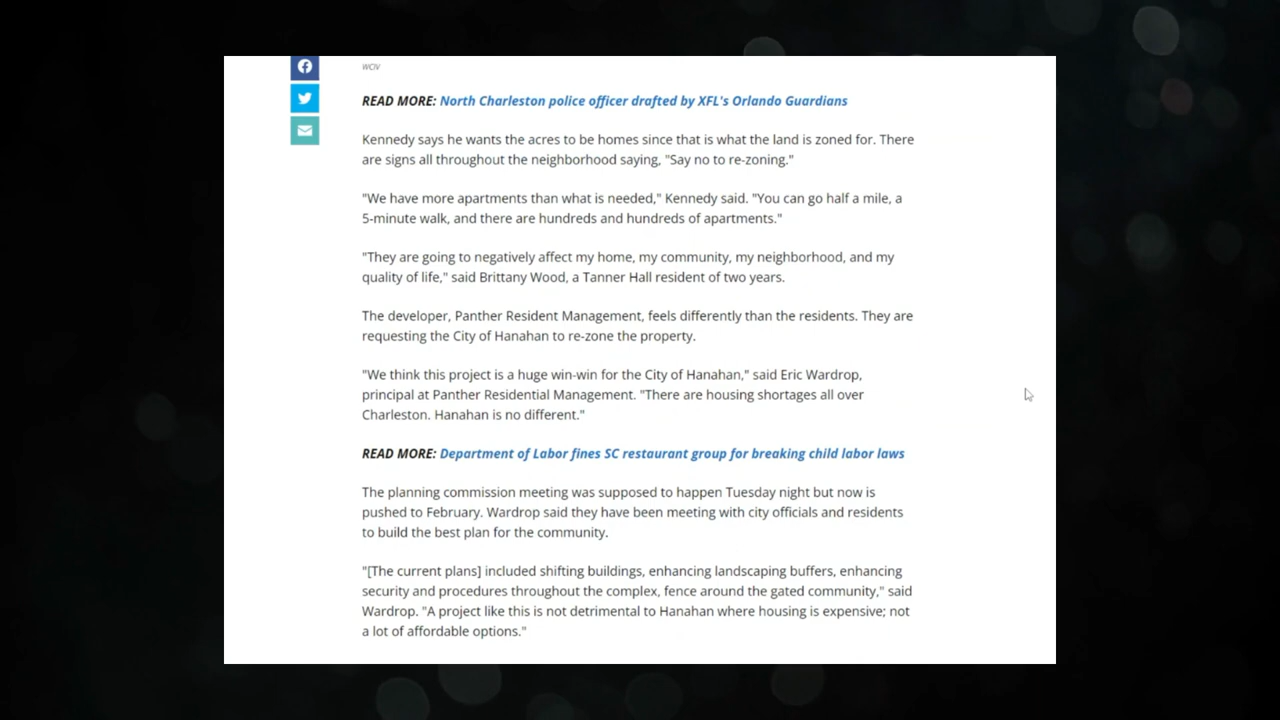 WCIV
READ MORE: North Charleston police officer drafted by XFL's Orlando Guardians
Kennedy says he wants the acres to be homes since that is what the land is zoned for. There
are signs all throughout the neighborhood saying, "Say no to re-zoning."
"We have more apartments than what is needed," Kennedy said. "You can go half a mile, a
5-minute walk, and there are hundreds and hundreds of apartments."
"They are going to negatively affect my home, my community, my neighborhood, and my
quality of life," said Brittany Wood, a Tanner Hall resident of two years.
The developer, Panther Resident Management, feels differently than the residents. They are
requesting the City of Hanahan to re-zone the property.
"We think this project is a huge win-win for the City of Hanahan," said Eric Wardrop,
principal at Panther Residential Management. "There are housing shortages all over
Charleston. Hanahan is no different."
READ MORE: Department of Labor fines SC restaurant group for breaking child labor laws
The planning commission meeting was supposed to happen Tuesday night but now is
pushed to February. Wardrop said they have been meeting with city officials and residents
to build the best plan for the community.
"[The current plans] included shifting buildings, enhancing landscaping buffers, enhancing
security and procedures throughout the complex, fence around the gated community," said
Wardrop. "A project like this is not detrimental to Hanahan where housing is expensive; not
a lot of affordable options."